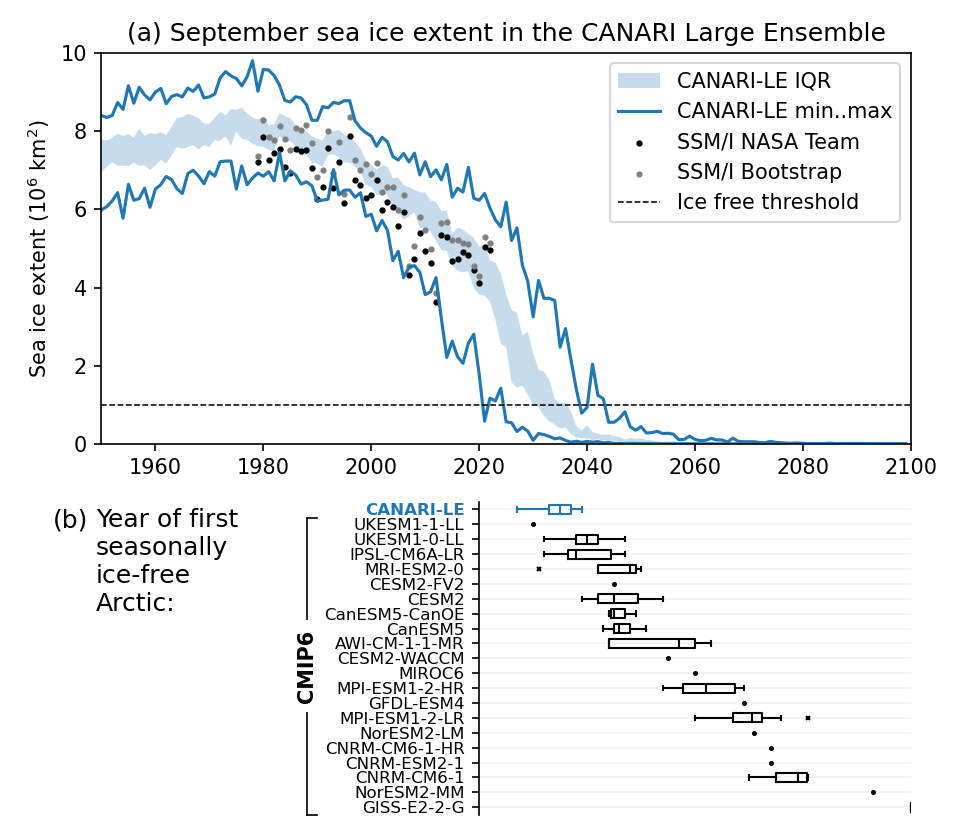 (a) September sea ice extent in the CANARI Large Ensemble
Sea ice extent (10⁶ km²)
10
8
6
4
2
0
CANARI-LE IQR
CANARI-LE min..max
SSM/I NASA Team
SSM/I Bootstrap
Ice free threshold
1960 1980 2000 2020 2040 2060 2080 2100
(b) Year of first
seasonally
ice-free
Arctic:
CMIP6
CANARI-LE
UKESM1-1-LL
UKESM1-0-LL
IPSL-CM6A-LR
MRI-ESM2-0
CESM2-FV2
CESM2
CanESM5-CanOE
CanESM5
AWI-CM-1-1-MR
CESM2-WACCM
MIROC6
MPI-ESM1-2-HR
GFDL-ESM4
MPI-ESM1-2-LR
NorESM2-LM
CNRM-CM6-1-HR
CNRM-ESM2-1
CNRM-CM6-1
NorESM2-MM
GISS-E2-2-G